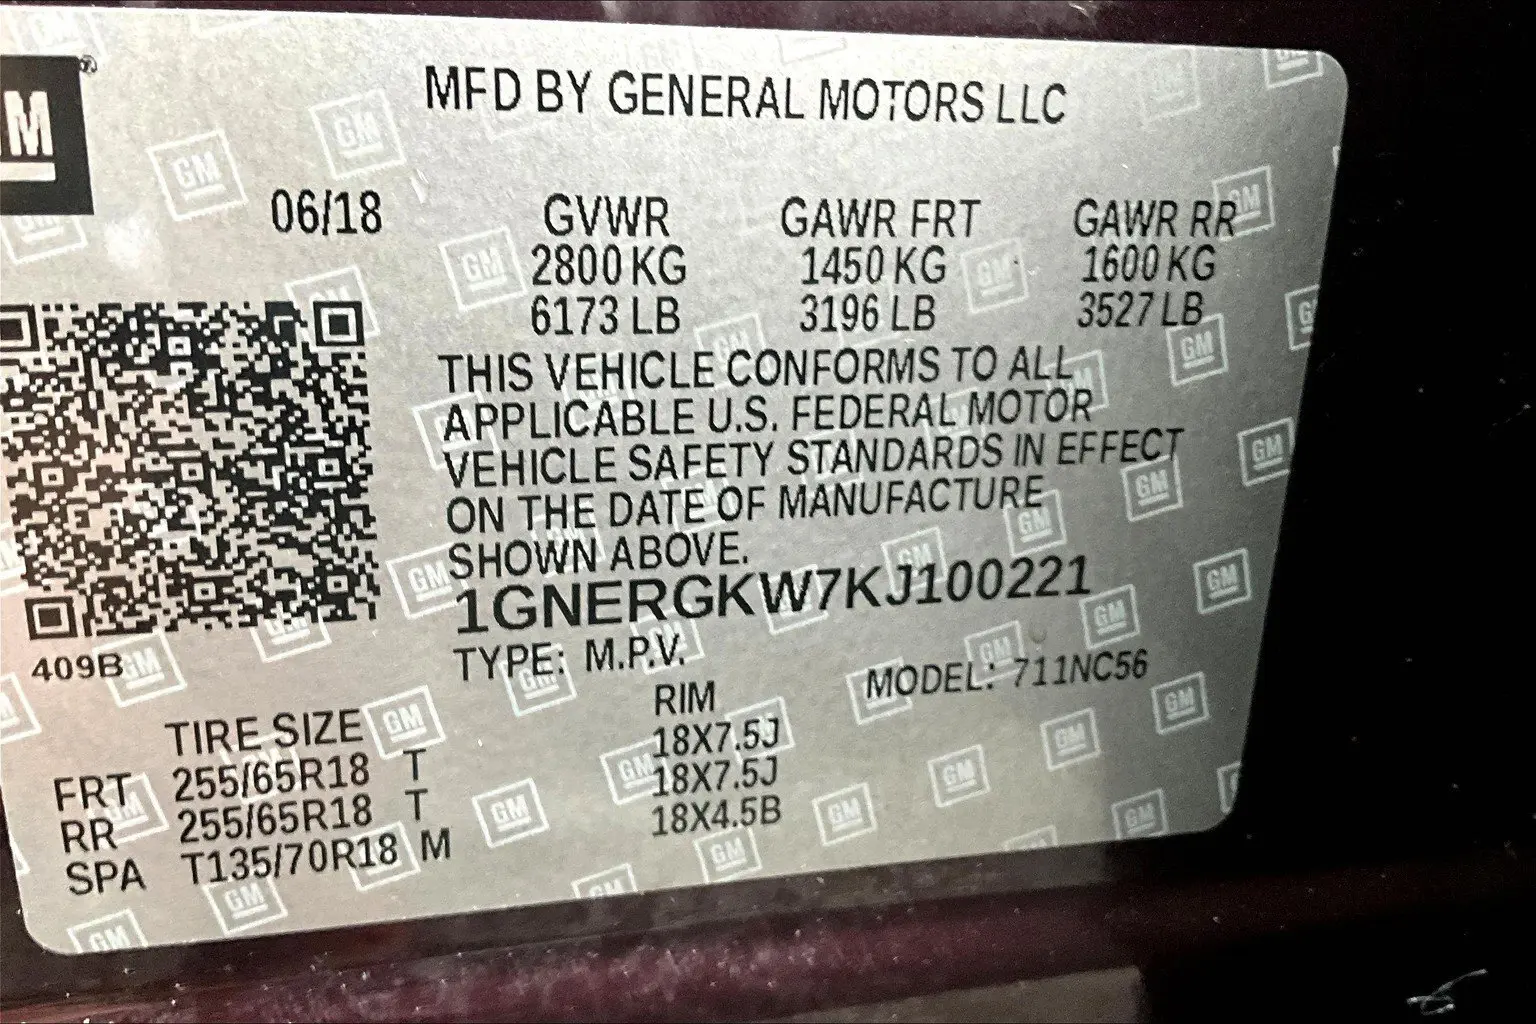 GM
MFD BY GENERAL MOTORS LLC
06/18
GVWR GAWR FRT GAWR RR
2800 KG 1450 KG 1600 KG
6173 LB 3196 LB 3527 LB
THIS VEHICLE CONFORMS TO ALL
APPLICABLE U.S. FEDERAL MOTOR
VEHICLE SAFETY STANDARDS IN EFFECT
ON THE DATE OF MANUFACTURE
SHOWN ABOVE.
1GNERGKW7KJ100221
409B
TYPE: M.P.V. MODEL: 711NC56
TIRE SIZE RIM
FRT 255/65R18 T 18X7.5J
RR 255/65R18 T 18X7.5J
SPA T135/70R18 M 18X4.5B